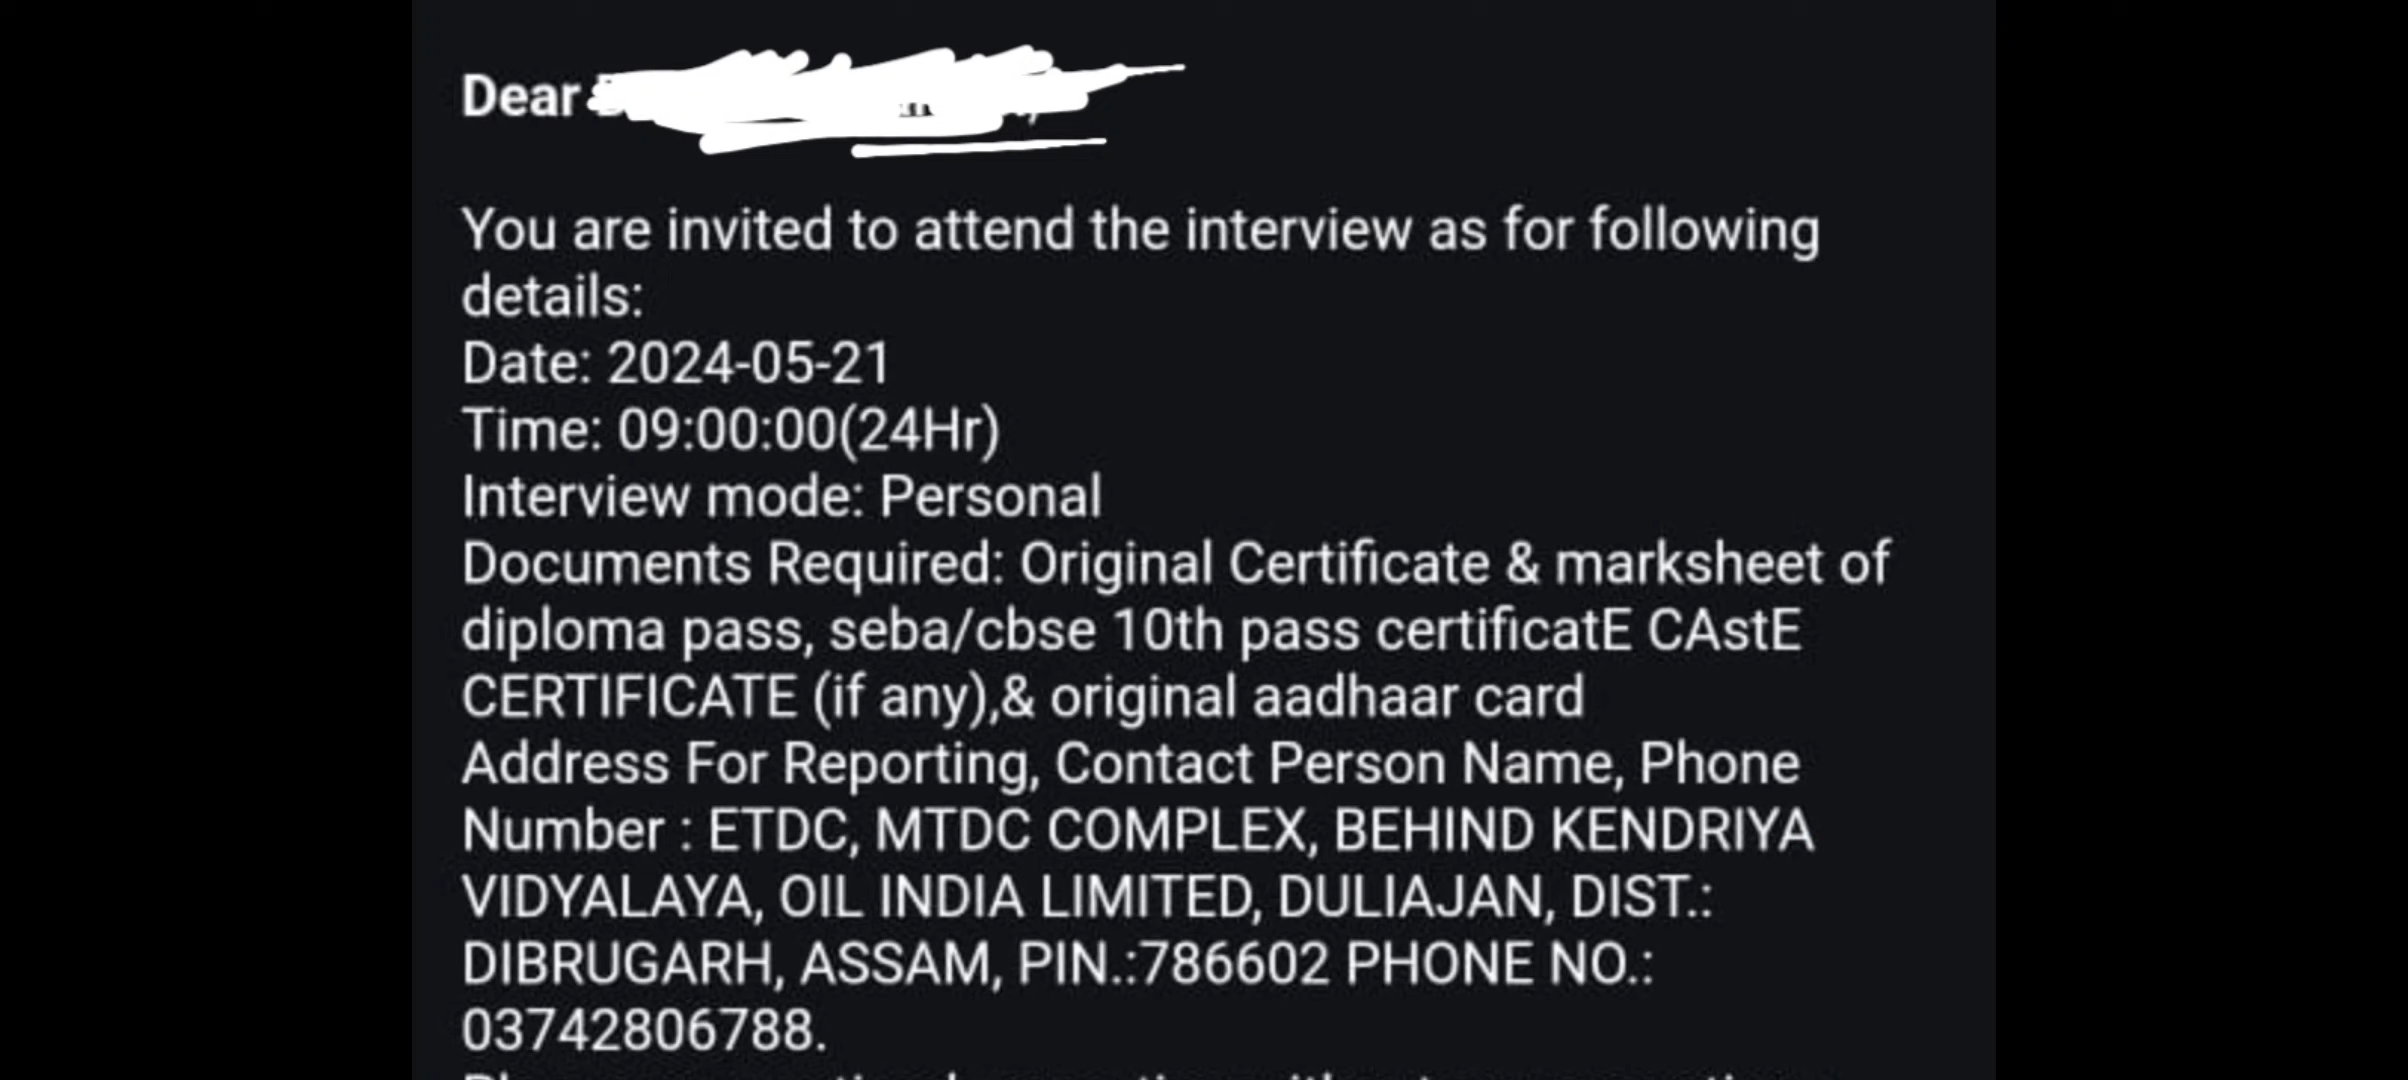 Dear
You are invited to attend the interview as for following
details:
Date: 2024-05-21
Time: 09:00:00(24Hr)
Interview mode: Personal
Documents Required: Original Certificate & marksheet of
diploma pass, seba/cbse 10th pass certificatE CAstE
CERTIFICATE (if any),& original aadhaar card
Address For Reporting, Contact Person Name, Phone
Number : ETDC, MTDC COMPLEX, BEHIND KENDRIYA
VIDYALAYA, OIL INDIA LIMITED, DULIAJAN, DIST.:
DIBRUGARH, ASSAM, PIN.:786602 PHONE NO.:
03742806788.